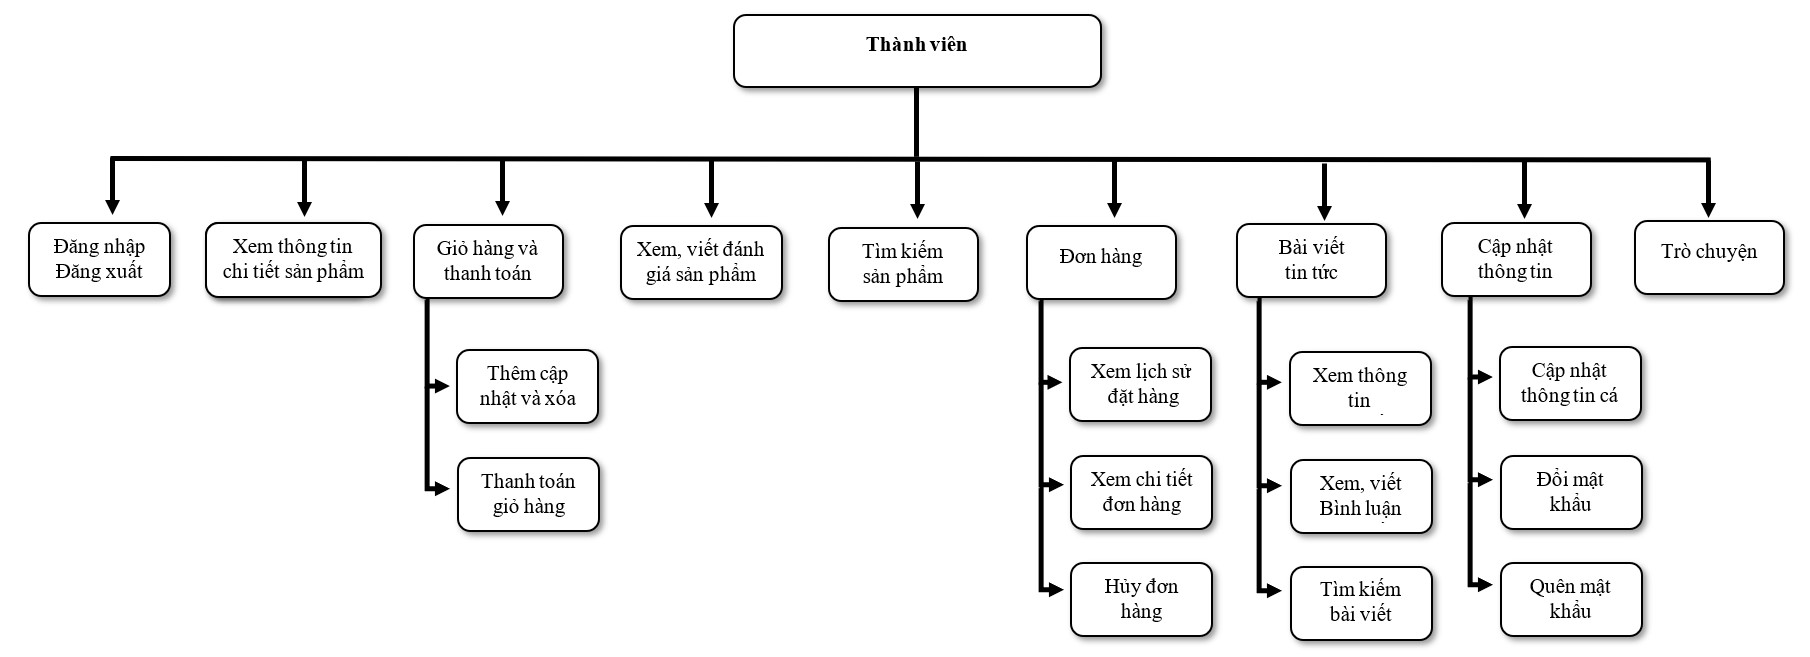 Thành viên
Đăng nhập
Đăng xuất
Xem thông tin
chi tiết sản phẩm
Giỏ hàng và
thanh toán
Xem, viết đánh
giá sản phẩm
Tìm kiếm
sản phẩm
Đơn hàng
Bài viết
tin tức
Cập nhật
thông tin
Trò chuyện
Thêm cập
nhật và xóa
Thanh toán
giỏ hàng
Xem lịch sử
đặt hàng
Xem chi tiết
đơn hàng
Hủy đơn
hàng
Xem thông
tin
Xem, viết
Bình luận
Tìm kiếm
bài viết
Cập nhật
thông tin cá
Đổi mật
khẩu
Quên mật
khẩu